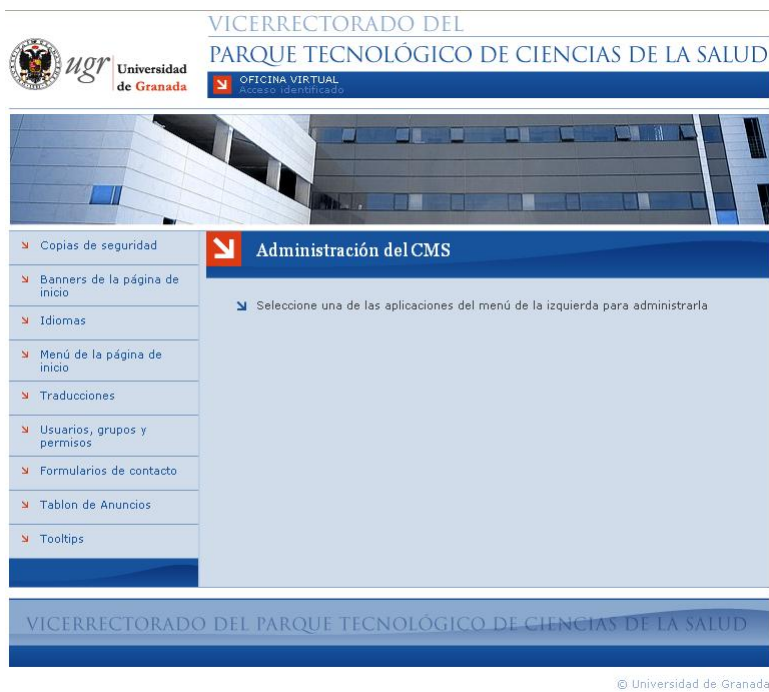 VICERRECTORADO DEL
PARQUE TECNOLÓGICO DE CIENCIAS DE LA SALUD
ugr Universidad
de Granada
OFICINA VIRTUAL
Acceso identificado
Copias de seguridad
Banners de la página de
inicio
Idiomas
Menú de la página de
inicio
Traducciones
Usuarios, grupos y
permisos
Formularios de contacto
Tablon de Anuncios
Tooltips
Administración del CMS
Seleccione una de las aplicaciones del menú de la izquierda para administrarla
VICERRECTORADO DEL PARQUE TECNOLÓGICO DE CIENCIAS DE LA SALUD
© Universidad de Granada